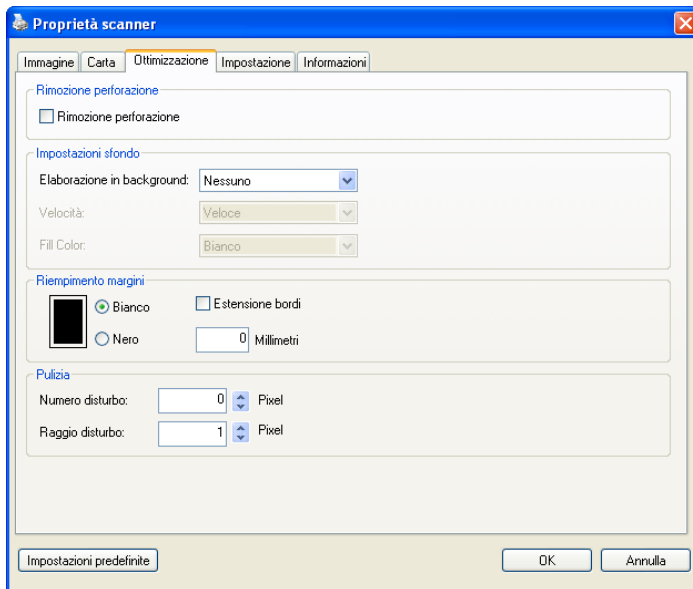 Proprietà scanner
Immagine Carta Ottimizzazione Impostazione Informazioni
Rimozione perforazione
Rimozione perforazione
Impostazioni sfondo
Elaborazione in background: Nessuno
Velocità: Veloce
Fill Color: Bianco
Riempimento margini
Bianco Estensione bordi
Nero 0 Millimetri
Pulizia
Numero disturbo: 0 Pixel
Raggio disturbo: 1 Pixel
Impostazioni predefinite OK Annulla